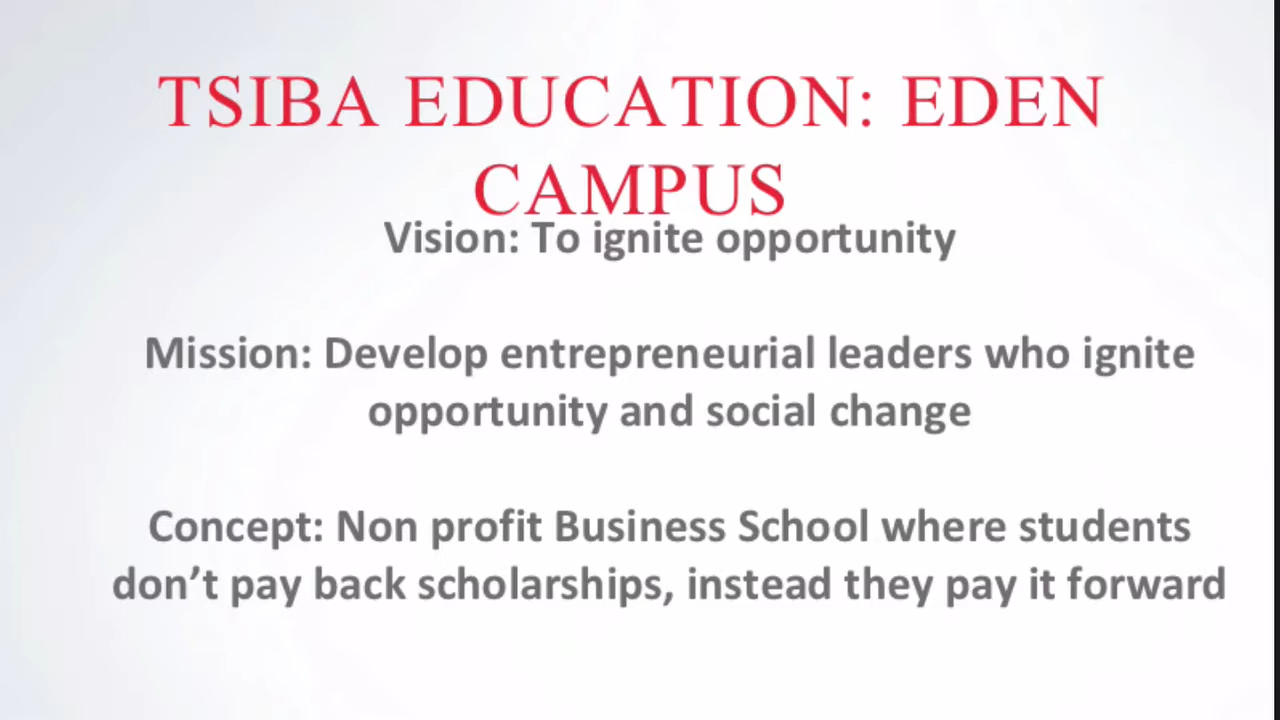 TSIBA EDUCATION: EDEN
CAMPUS
Vision: To ignite opportunity
Mission: Develop entrepreneurial leaders who ignite
opportunity and social change
Concept: Non profit Business School where students
don’t pay back scholarships, instead they pay it forward